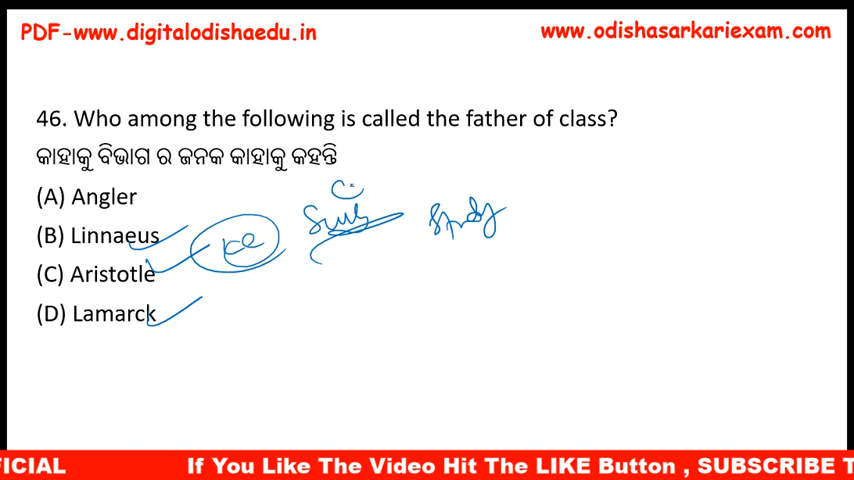 PDF-www.digitalodishaedu.in
www.odishasarkariexam.com
46. Who among the following is called the father of class?
କାହାକୁ ବିଭାଗ ର ଜନକ କାହାକୁ କହନ୍ତି
(A) Angler
(B) Linnaeus
(C) Aristotle
(D) Lamarck
FICIAL
If You Like The Video Hit The LIKE Button , SUBSCRIBE T